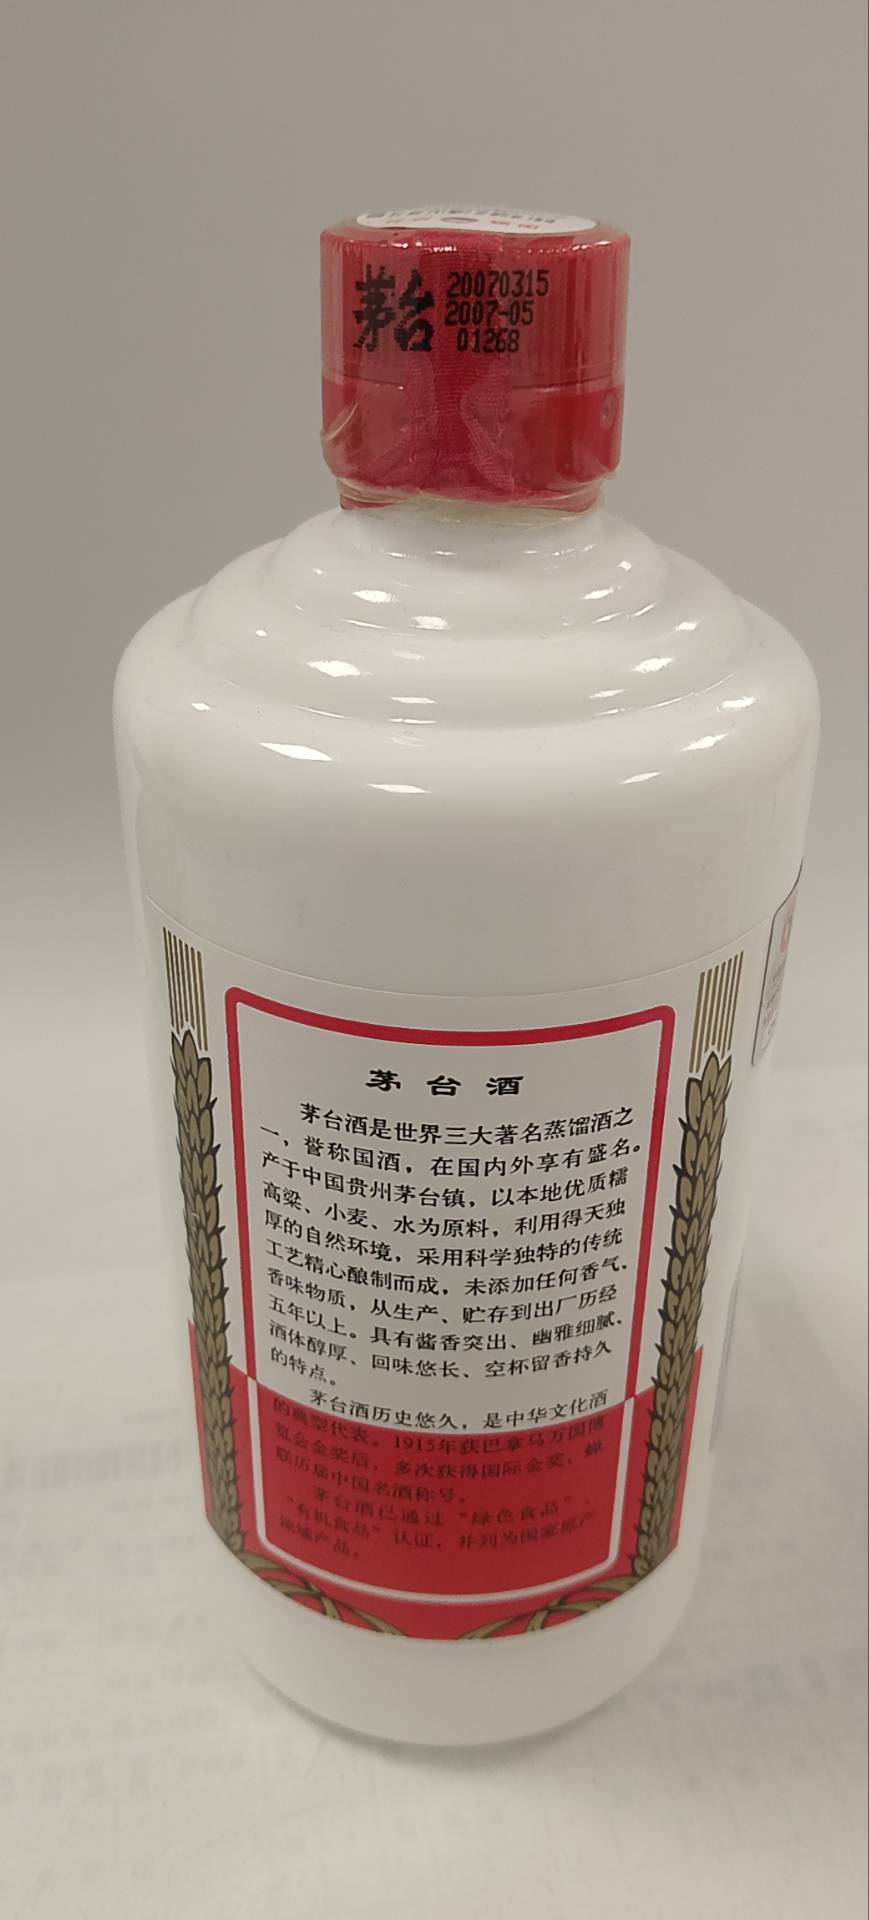 茅台
20070315
2007-05
01268
茅台酒
茅台酒是世界三大著名蒸馏酒之
一，誉称国酒，在国内外享有盛名。
产于中国贵州茅台镇，以本地优质糯
高粱、小麦、水为原料，利用得天独
厚的自然环境，采用科学独特的传统
工艺精心酿制而成，未添加任何香气、
香味物质，从生产、贮存到出厂历经
五年以上。具有酱香突出、幽雅细腻、
酒体醇厚、回味悠长、空杯留香持久
的特点。
茅台酒历史悠久，是中华文化酒
的典型代表。1915年获巴拿马万国博
览会金奖后，多次获得国际金奖，蝉
联历届中国名酒称号。
茅台酒已通过“绿色食品”、
“有机食品”认证，并列为国家原产
地域产品。